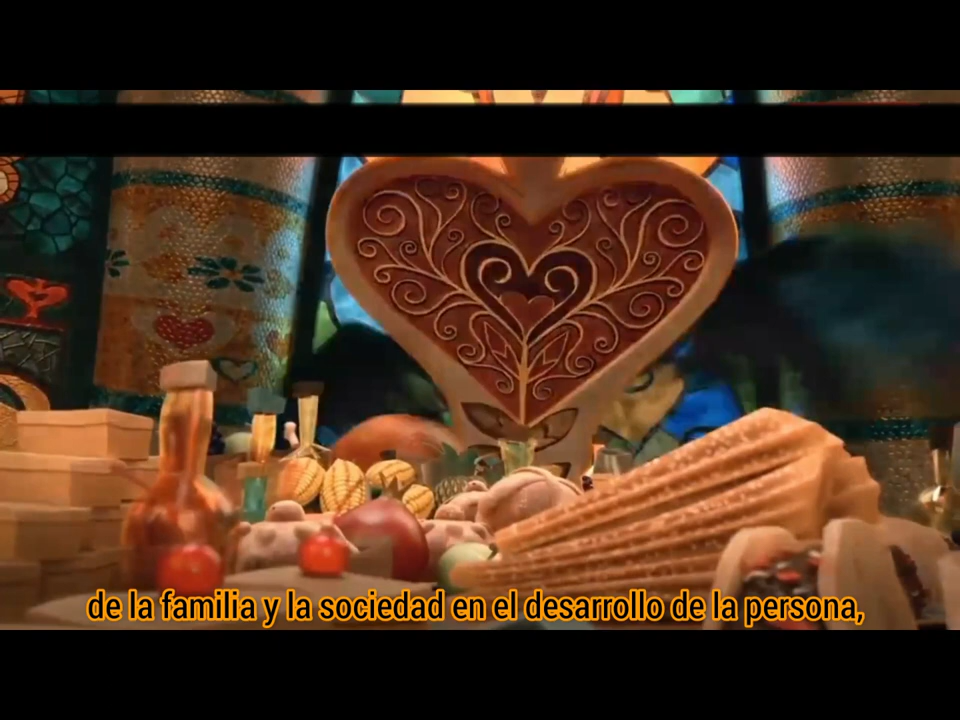 de la familia y la sociedad en el desarrollo de la persona,